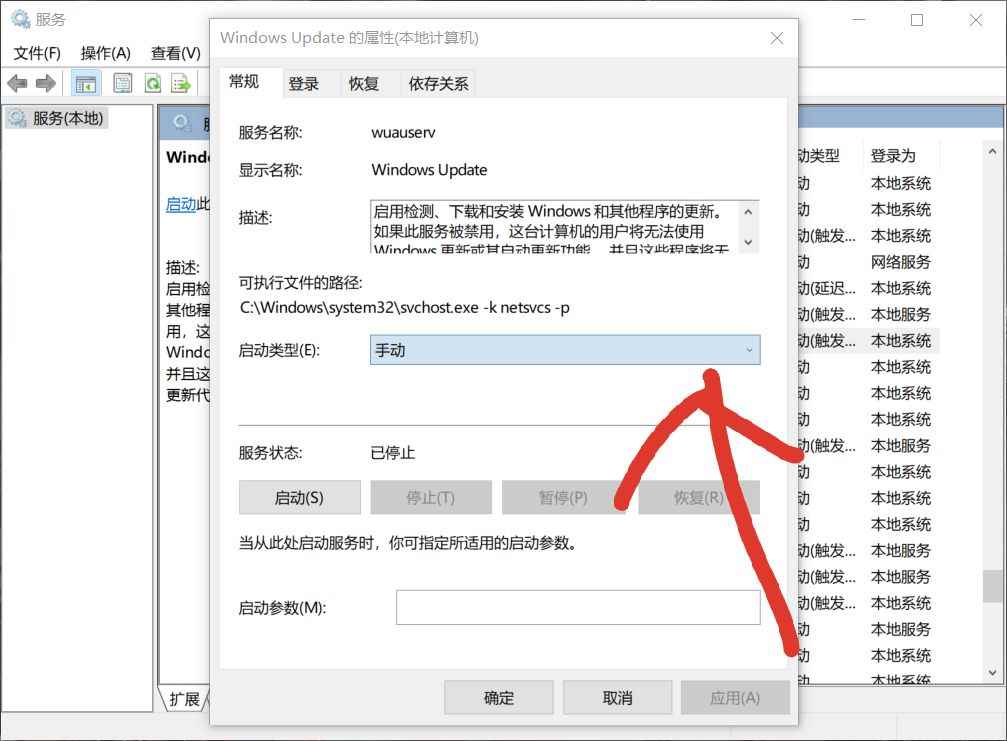 服务
文件(F) 操作(A) 查看(V)
服务(本地)
启动此
描述:
启用检
其他程
用，这
并且这
更新代
扩展
Windows Update 的属性(本地计算机)
常规 登录 恢复 依存关系
服务名称: wuauserv
显示名称: Windows Update
描述: 启用检测、下载和安装 Windows 和其他程序的更新。
如果此服务被禁用，这台计算机的用户将无法使用
Windows 更新或其自动更新功能，并且这些程序将无
可执行文件的路径:
C:\Windows\system32\svchost.exe -k netsvcs -p
启动类型(E): 手动
服务状态: 已停止
启动(S) 停止(T) 暂停(P) 恢复(R)
当从此处启动服务时，你可指定所适用的启动参数。
启动参数(M):
确定 取消 应用(A)
动类型 登录为
动 本地系统
动 本地系统
动(触发... 本地系统
动 网络服务
动(延迟... 本地系统
动(触发... 本地服务
动(触发... 本地系统
动 本地系统
动 本地系统
动 本地系统
动(触发... 本地服务
动 本地系统
动 本地系统
动 本地系统
动(触发... 本地服务
动(触发... 本地服务
动(触发... 本地系统
动 本地服务
动 本地系统
动 本地系统